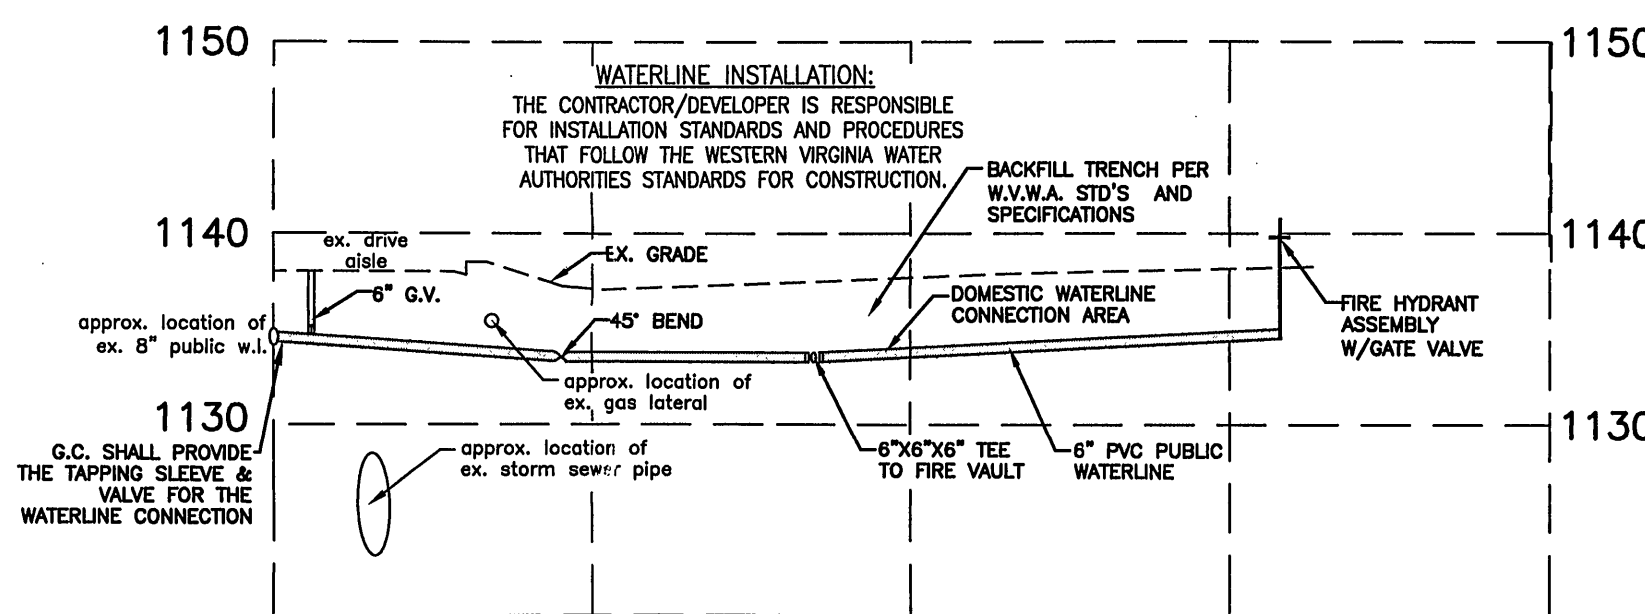 1150
1150
WATERLINE INSTALLATION:
THE CONTRACTOR/DEVELOPER IS RESPONSIBLE
FOR INSTALLATION STANDARDS AND PROCEDURES
THAT FOLLOW THE WESTERN VIRGINIA WATER
AUTHORITIES STANDARDS FOR CONSTRUCTION.
BACKFILL TRENCH PER
W.V.W.A. STD'S AND
SPECIFICATIONS
1140
1140
ex. drive
aisle
EX. GRADE
6" G.V.
DOMESTIC WATERLINE
CONNECTION AREA
FIRE HYDRANT
ASSEMBLY
W/GATE VALVE
approx. location of
ex. 8" public w.l.
45° BEND
approx. location of
ex. gas lateral
1130
1130
G.C. SHALL PROVIDE
THE TAPPING SLEEVE &
VALVE FOR THE
WATERLINE CONNECTION
approx. location of
ex. storm sewer pipe
6"X6"X6" TEE
TO FIRE VAULT
6" PVC PUBLIC
WATERLINE